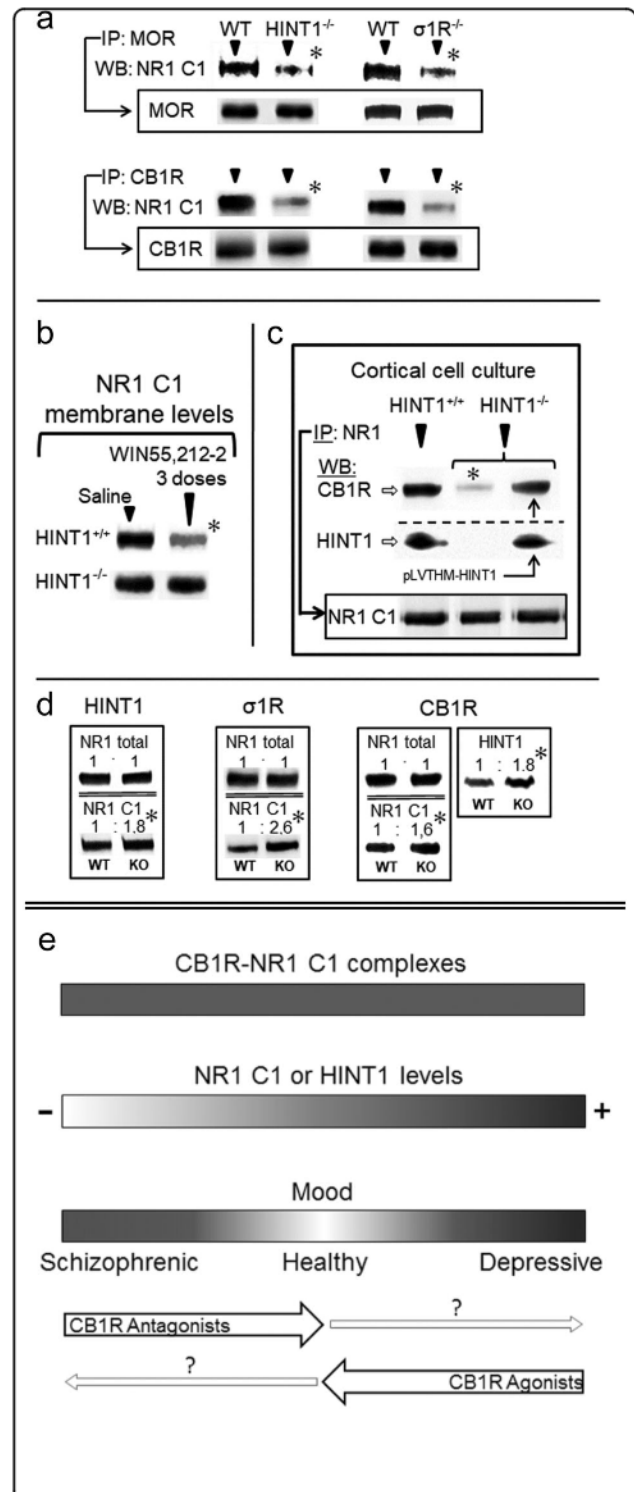 a
WT HINT1-/- WT σ1R-/-
IP: MOR
* *
WB: NR1 C1
MOR
IP: CB1R
* *
WB: NR1 C1
CB1R
b
NR1 C1
membrane levels
WIN55,212-2
3 doses
Saline
HINT1+/+ *
HINT1-/-
c
Cortical cell culture
HINT1+/+ HINT1-/-
IP: NR1
WB:
CB1R ⇨ *
HINT1 ⇨
pLVTHM-HINT1
NR1 C1
d
HINT1
NR1 total
1 : 1
NR1 C1 *
1 : 1,8
WT KO
σ1R
NR1 total
1 : 1
NR1 C1 *
1 : 2,6
WT KO
CB1R
NR1 total
1 : 1
NR1 C1 *
1 : 1,6
WT KO
HINT1 *
1 : 1.8
WT KO
e
CB1R-NR1 C1 complexes
NR1 C1 or HINT1 levels
– +
Mood
Schizophrenic Healthy Depressive
CB1R Antagonists ?
? CB1R Agonists